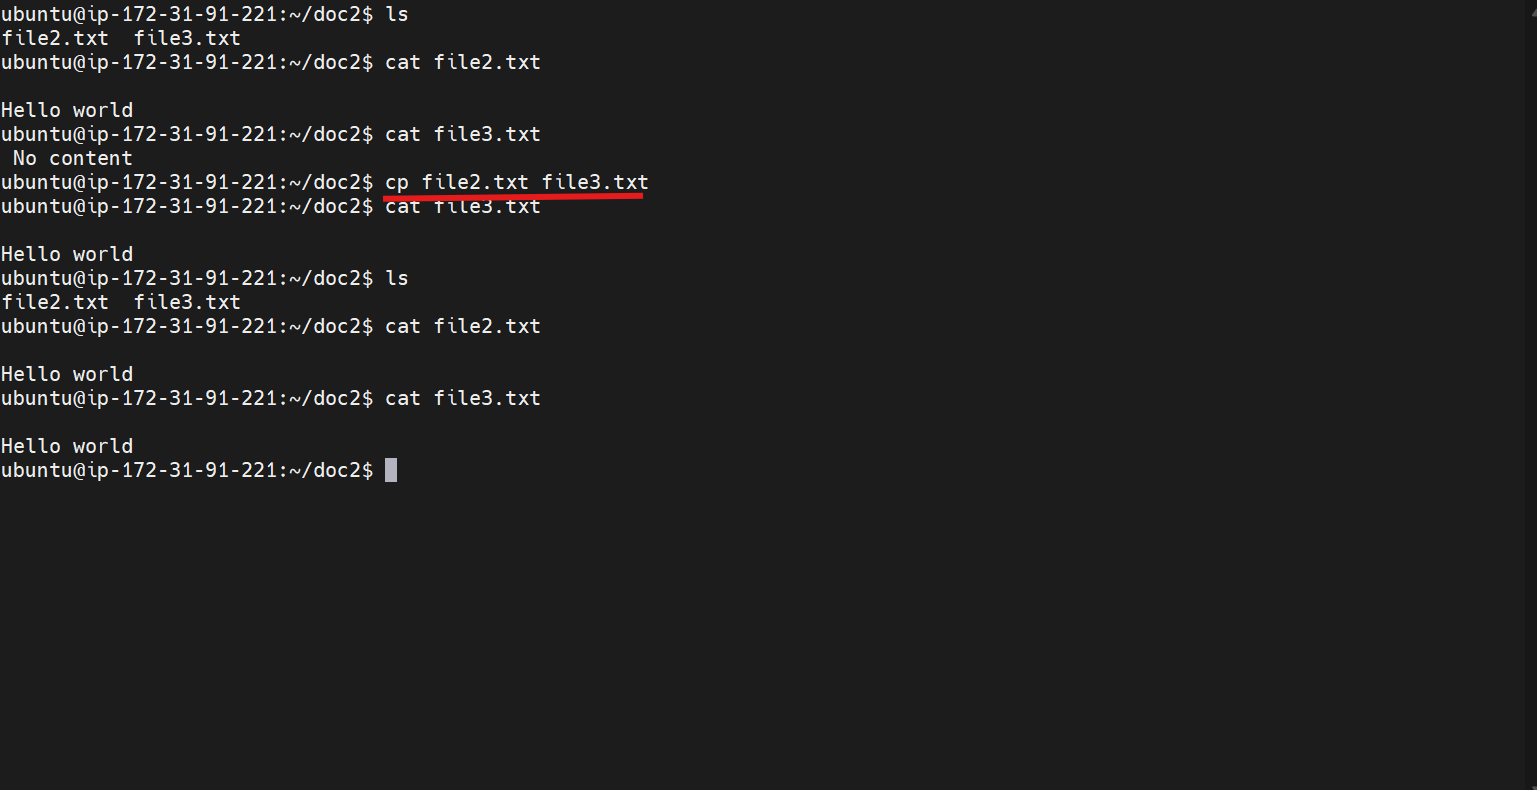 ubuntu@ip-172-31-91-221:~/doc2$ ls
file2.txt  file3.txt
ubuntu@ip-172-31-91-221:~/doc2$ cat file2.txt

Hello world
ubuntu@ip-172-31-91-221:~/doc2$ cat file3.txt
 No content
ubuntu@ip-172-31-91-221:~/doc2$ cp file2.txt file3.txt
ubuntu@ip-172-31-91-221:~/doc2$ cat file3.txt

Hello world
ubuntu@ip-172-31-91-221:~/doc2$ ls
file2.txt  file3.txt
ubuntu@ip-172-31-91-221:~/doc2$ cat file2.txt

Hello world
ubuntu@ip-172-31-91-221:~/doc2$ cat file3.txt

Hello world
ubuntu@ip-172-31-91-221:~/doc2$